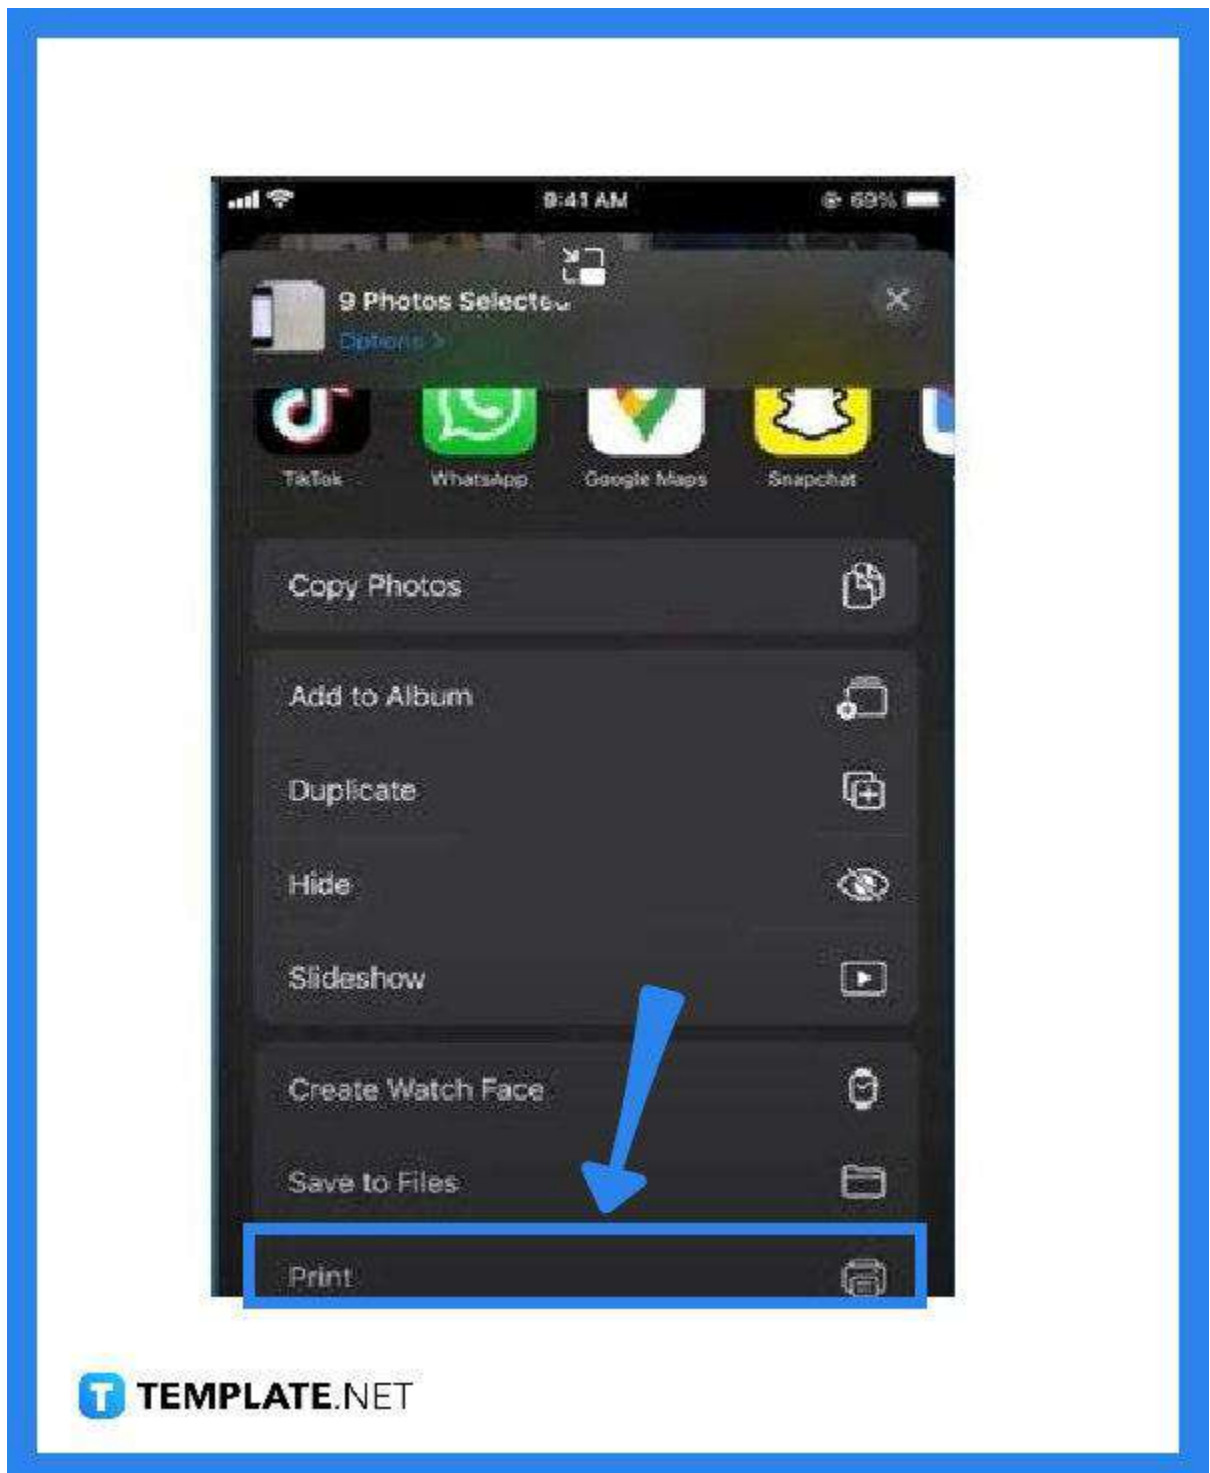 9:41 AM
69%
9 Photos Selected
Options >
TikTok
WhatsApp
Google Maps
Snapchat
Copy Photos
Add to Album
Duplicate
Hide
Slideshow
Create Watch Face
Save to Files
Print
T TEMPLATE.NET